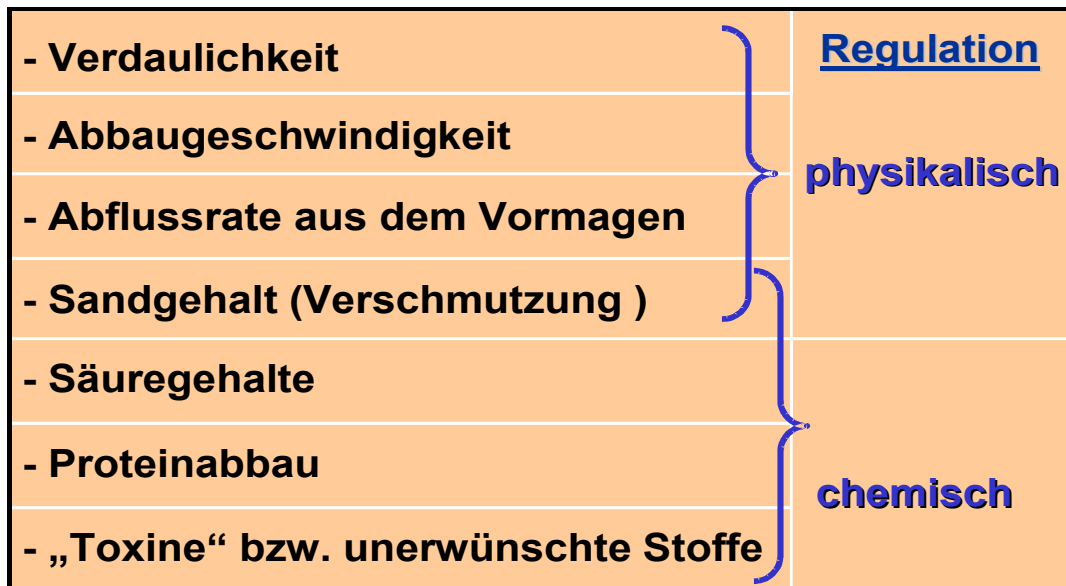 - Verdaulichkeit
- Abbaugeschwindigkeit
- Abflussrate aus dem Vormagen
- Sandgehalt (Verschmutzung )
- Säuregehalte
- Proteinabbau
- „Toxine“ bzw. unerwünschte Stoffe
Regulation
physikalisch
chemisch